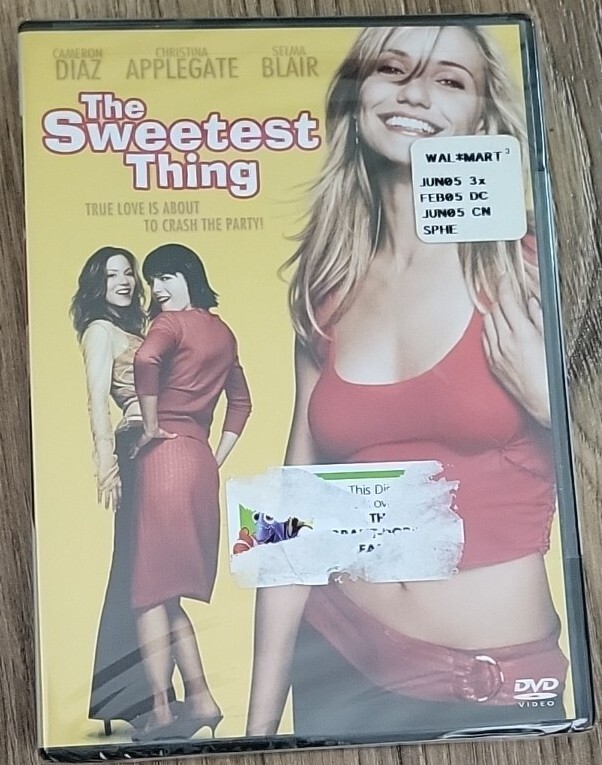 CAMERON CHRISTINA SELMA
DIAZ APPLEGATE BLAIR
The
Sweetest
Thing
TRUE LOVE IS ABOUT
TO CRASH THE PARTY!
WAL*MART 3
JUN05 3x
FEB05 DC
JUN05 CN
SPHE
This
DVD
VIDEO